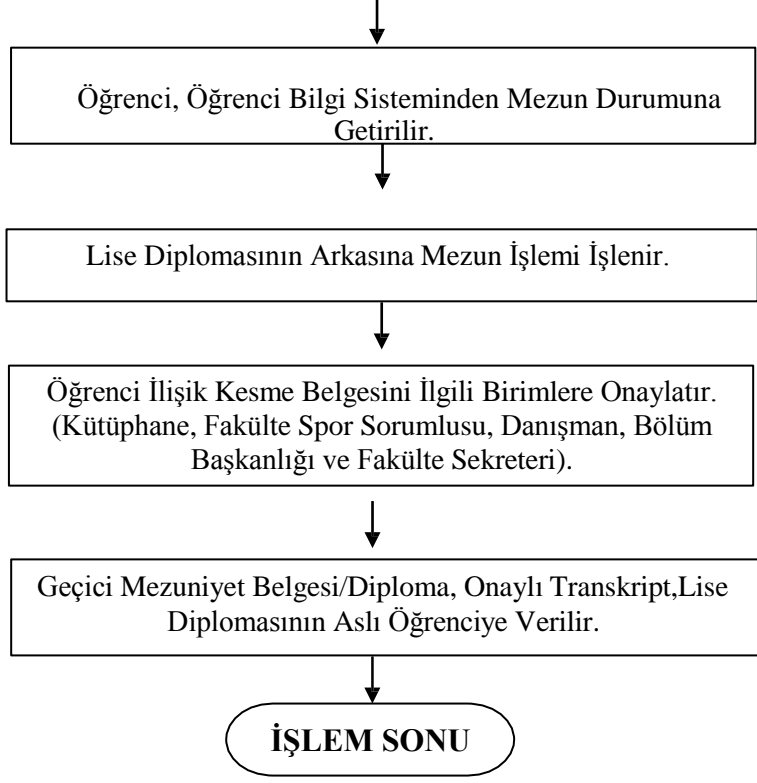 Öğrenci, Öğrenci Bilgi Sisteminden Mezun Durumuna
Getirilir.
Lise Diplomasının Arkasına Mezun İşlemi İşlenir.
Öğrenci İlişik Kesme Belgesini İlgili Birimlere Onaylatır.
(Kütüphane, Fakülte Spor Sorumlusu, Danışman, Bölüm
Başkanlığı ve Fakülte Sekreteri).
Geçici Mezuniyet Belgesi/Diploma, Onaylı Transkript,Lise
Diplomasının Aslı Öğrenciye Verilir.
İŞLEM SONU